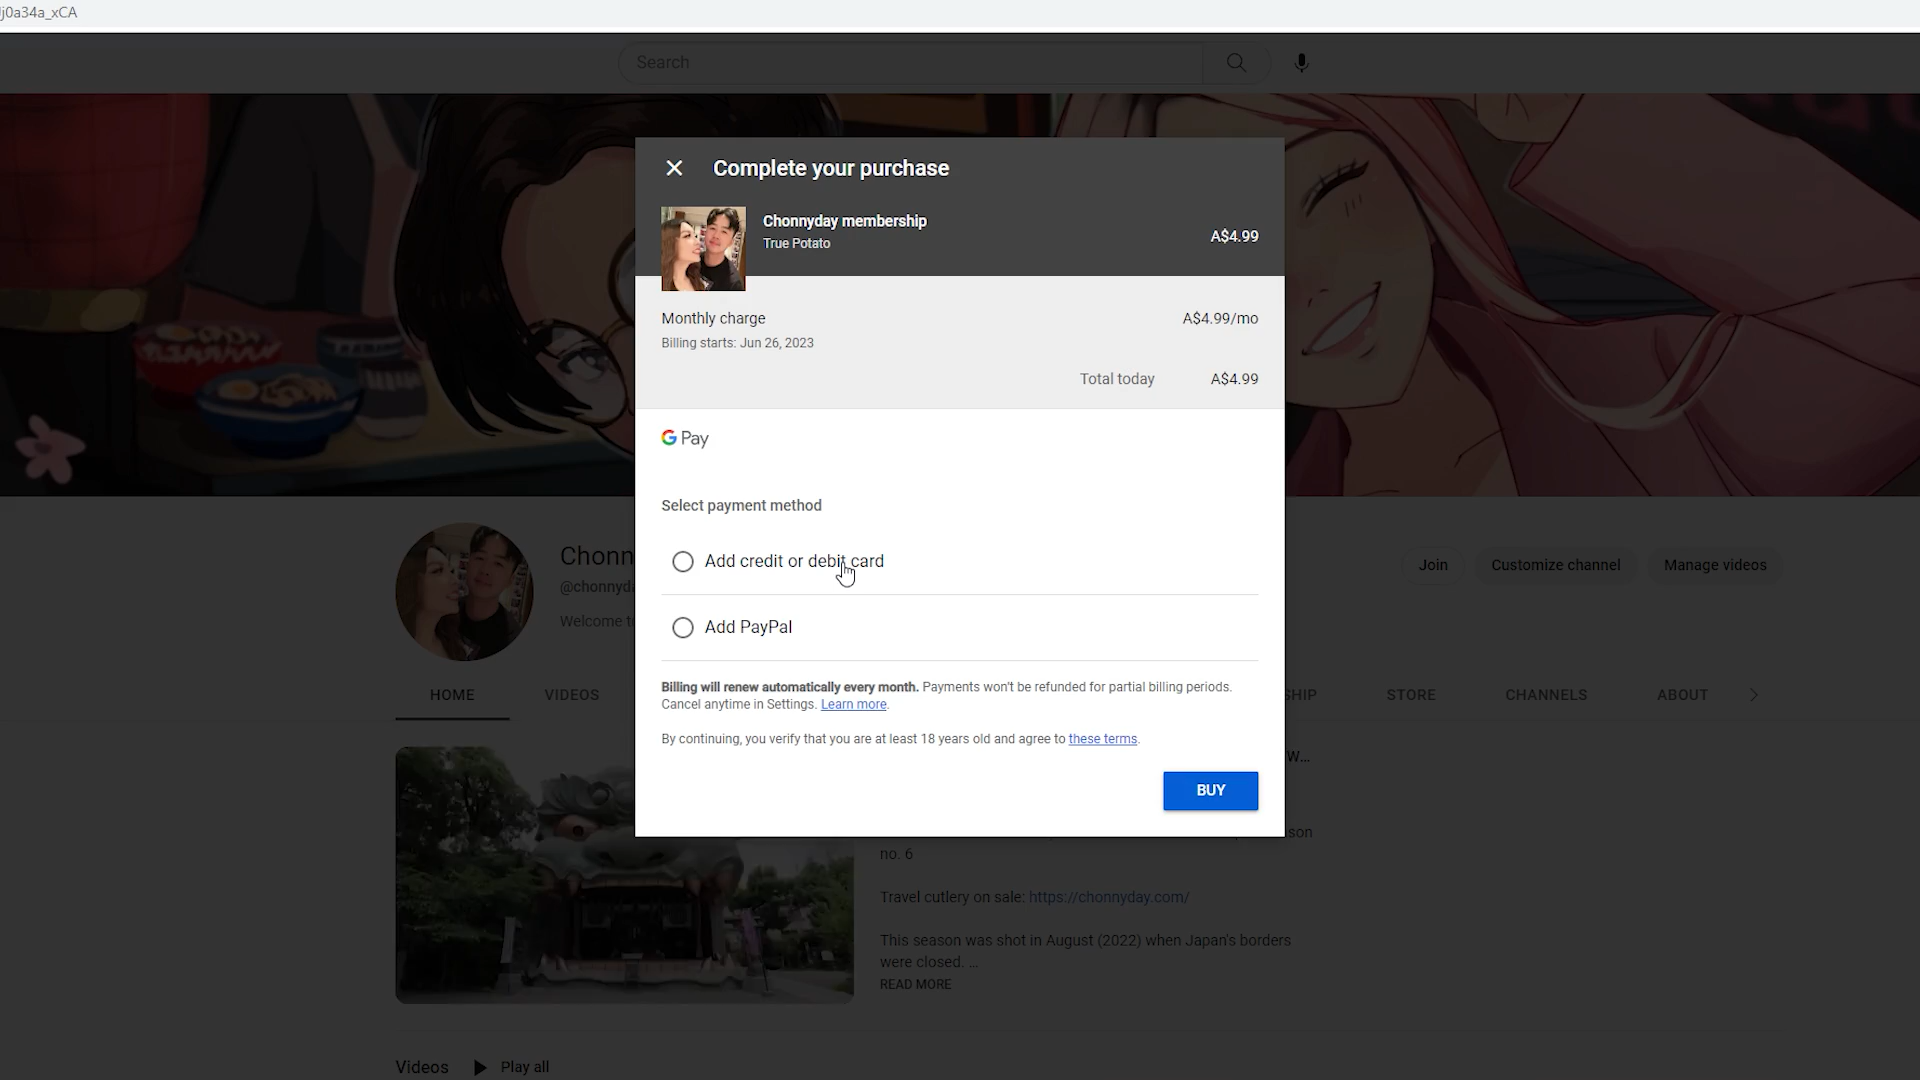 j0a34a_xCA
Search
Complete your purchase
Chonnyday membership
True Potato
A$4.99
Monthly charge
A$4.99/mo
Billing starts: Jun 26, 2023
Total today
A$4.99
G Pay
Select payment method
Add credit or debit card
Add PayPal
Billing will renew automatically every month. Payments won't be refunded for partial billing periods.
Cancel anytime in Settings. Learn more.
By continuing, you verify that you are at least 18 years old and agree to these terms.
BUY
Chonn
@chonnyd
Welcome
Join
Customize channel
Manage videos
HOME
VIDEOS
SHIP
STORE
CHANNELS
ABOUT
W...
son
no. 6
Travel cutlery on sale: https://chonnyday.com/
This season was shot in August (2022) when Japan's borders
were closed. ...
READ MORE
Videos
Play all